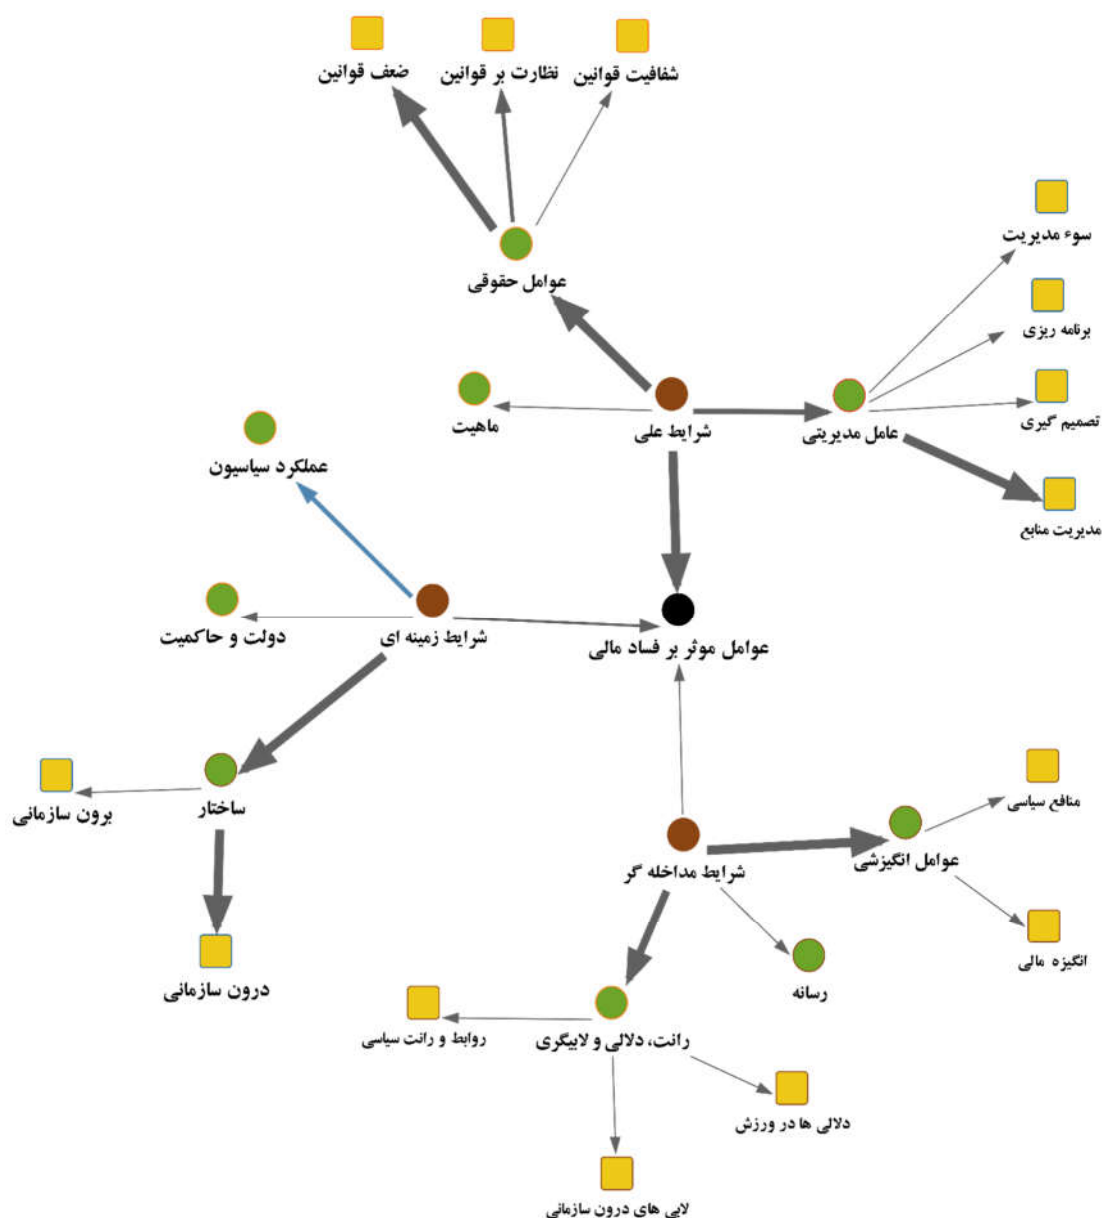 شفافیت قوانین
نظارت بر قوانین
ضعف قوانین
سوء مدیریت
عوامل حقوقی
برنامه ریزی
تصمیم گیری
عامل مدیریتی
شرایط علی
ماهیت
عملکرد سیاسیون
مدیریت منابع
عوامل موثر بر فساد مالی
شرایط زمینه ای
دولت و حاکمیت
منافع سیاسی
ساختار
برون سازمانی
عوامل انگیزشی
شرایط مداخله گر
انگیزه مالی
رسانه
درون سازمانی
رانت، دلالی و لابیگری
روابط و رانت سیاسی
دلالی ها در ورزش
لابی های درون سازمانی